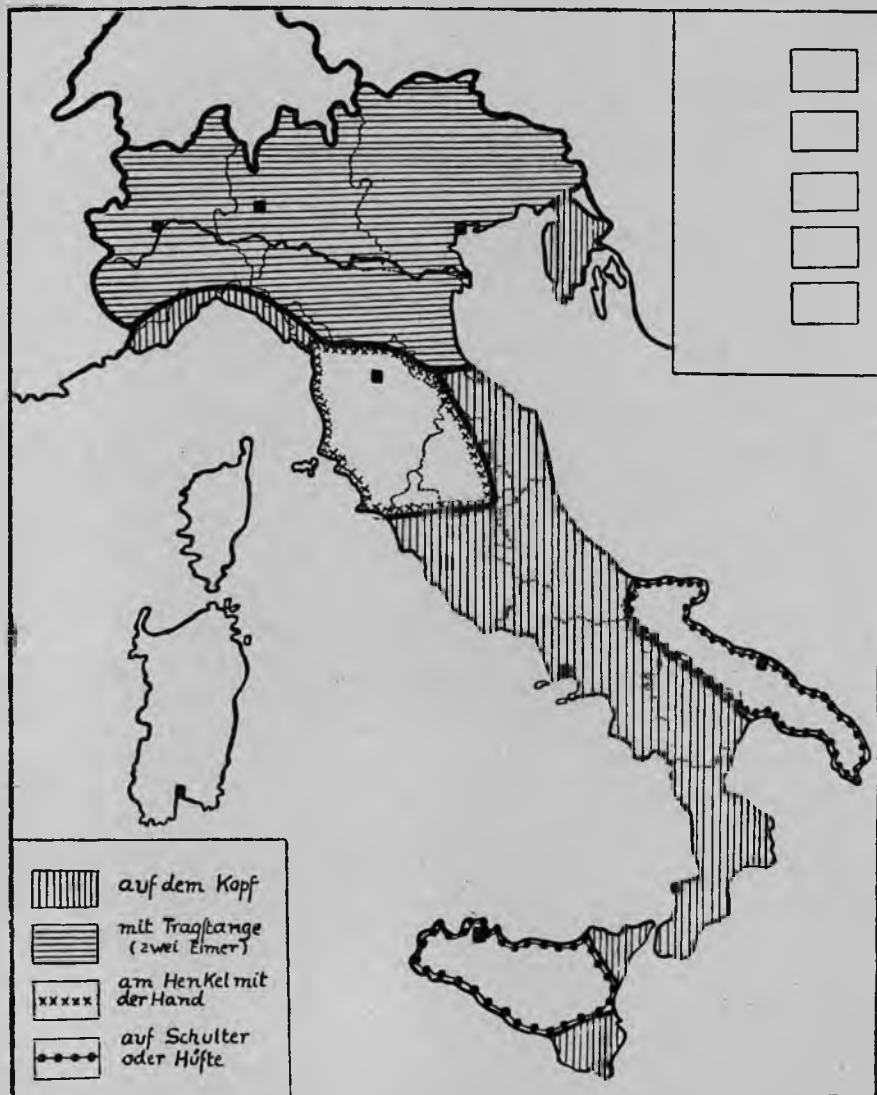 auf dem Kopf
mit Tragstange
(zwei Eimer)
am Henkel mit
der Hand
auf Schulter
oder Hüfte